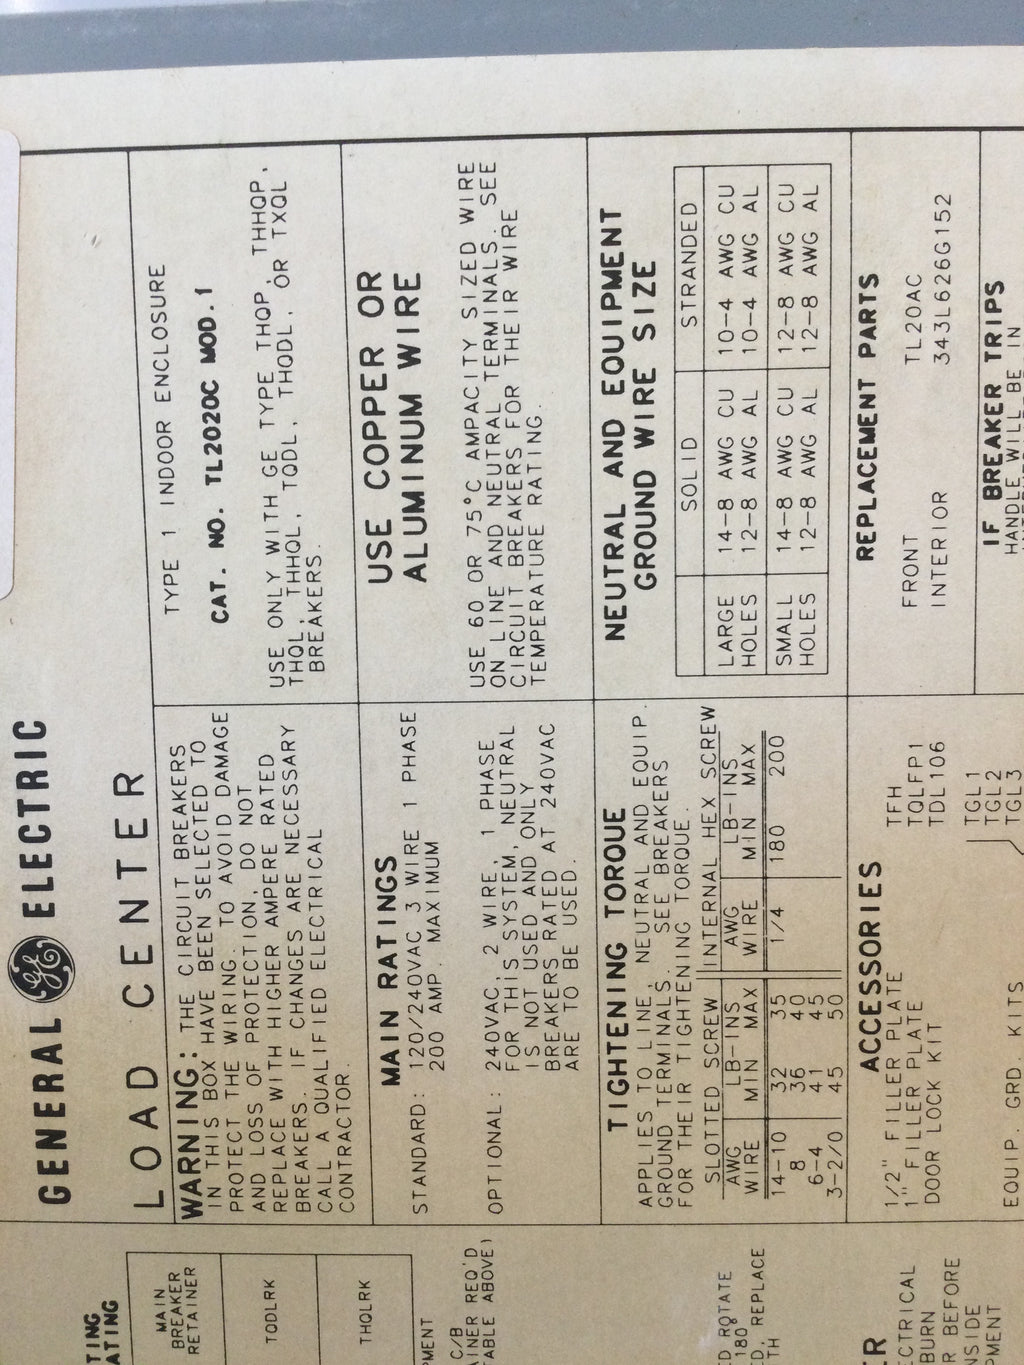 GENERAL GE ELECTRIC
LOAD CENTER
WARNING: THE CIRCUIT BREAKERS
IN THIS BOX HAVE BEEN SELECTED TO
PROTECT THE WIRING. TO AVOID DAMAGE
AND LOSS OF PROTECTION, DO NOT
REPLACE WITH HIGHER AMPERE RATED
BREAKERS. IF CHANGES ARE NECESSARY
CALL A QUALIFIED ELECTRICAL
CONTRACTOR.
TYPE 1 INDOOR ENCLOSURE
CAT. NO. TL2020C MOD.1
USE ONLY WITH GE TYPE THQP, THHQP,
THQL, THHQL, TQDL, THQDL, OR TXQL
BREAKERS.
MAIN RATINGS
STANDARD: 120/240VAC 3 WIRE 1 PHASE
200 AMP. MAXIMUM
OPTIONAL: 240VAC, 2 WIRE, 1 PHASE
FOR THIS SYSTEM, NEUTRAL
IS NOT USED AND ONLY
BREAKERS RATED AT 240VAC
ARE TO BE USED.
USE COPPER OR
ALUMINUM WIRE
USE 60 OR 75°C AMPACITY SIZED WIRE
ON LINE AND NEUTRAL TERMINALS. SEE
CIRCUIT BREAKERS FOR THEIR WIRE
TEMPERATURE RATING.
TIGHTENING TORQUE
APPLIES TO LINE, NEUTRAL AND EQUIP.
GROUND TERMINALS. SEE BREAKERS
FOR THEIR TIGHTENING TORQUE.
SLOTTED SCREW INTERNAL HEX SCREW
AWG LB-INS AWG LB-INS
WIRE MIN MAX WIRE MIN MAX
14-10 32 35 1/4 180 200
8 36 40
6-4 41 45
3-2/0 45 50
NEUTRAL AND EQUIPMENT
GROUND WIRE SIZE
SOLID STRANDED
LARGE 14-8 AWG CU 10-4 AWG CU
HOLES 12-8 AWG AL 10-4 AWG AL
SMALL 14-8 AWG CU 12-8 AWG CU
HOLES 12-8 AWG AL 12-8 AWG AL
ACCESSORIES
1/2" FILLER PLATE TFH
1" FILLER PLATE TQLFP1
DOOR LOCK KIT TDL106
TGL1
EQUIP. GRD. KITS TGL2
TGL3
REPLACEMENT PARTS
FRONT TL20AC
INTERIOR 343L626G152
IF BREAKER TRIPS
HANDLE WILL BE IN
TING
ATING
MAIN
BREAKER
RETAINER
TQDLRK
THQLRK
PMENT
C/B
AINER REQ'D
TABLE ABOVE)
ED/ROTATE
180°
ED, REPLACE
TH
ER
CTRICAL
BURN
R BEFORE
NSIDE
PMENT